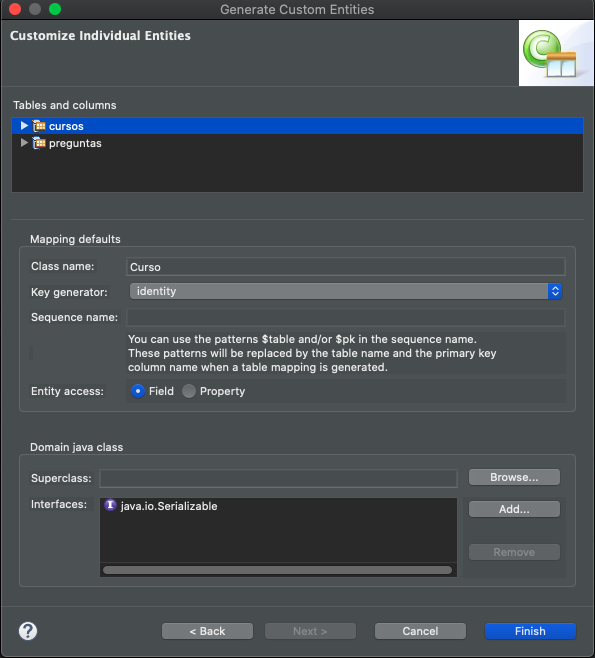 Generate Custom Entities
Customize Individual Entities
C
Tables and columns
cursos
preguntas
Mapping defaults
Class name: Curso
Key generator: identity
Sequence name:
You can use the patterns $table and/or $pk in the sequence name.
These patterns will be replaced by the table name and the primary key
column name when a table mapping is generated.
Entity access: Field Property
Domain java class
Superclass: Browse...
Interfaces: I java.io.Serializable Add...
Remove
? < Back Next > Cancel Finish